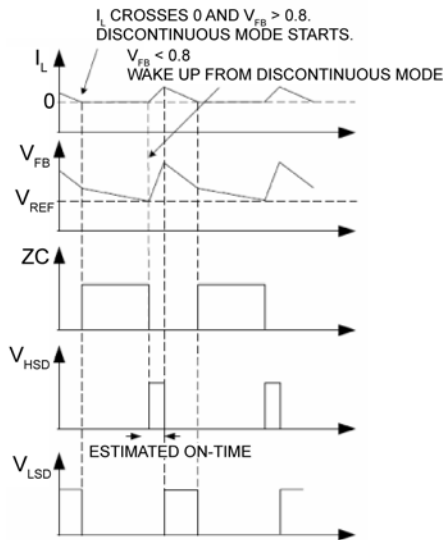 I_L CROSSES 0 AND V_FB > 0.8.
DISCONTINUOUS MODE STARTS.
V_FB < 0.8
WAKE UP FROM DISCONTINUOUS MODE
I_L
0
V_FB
V_REF
ZC
V_HSD
ESTIMATED ON-TIME
V_LSD